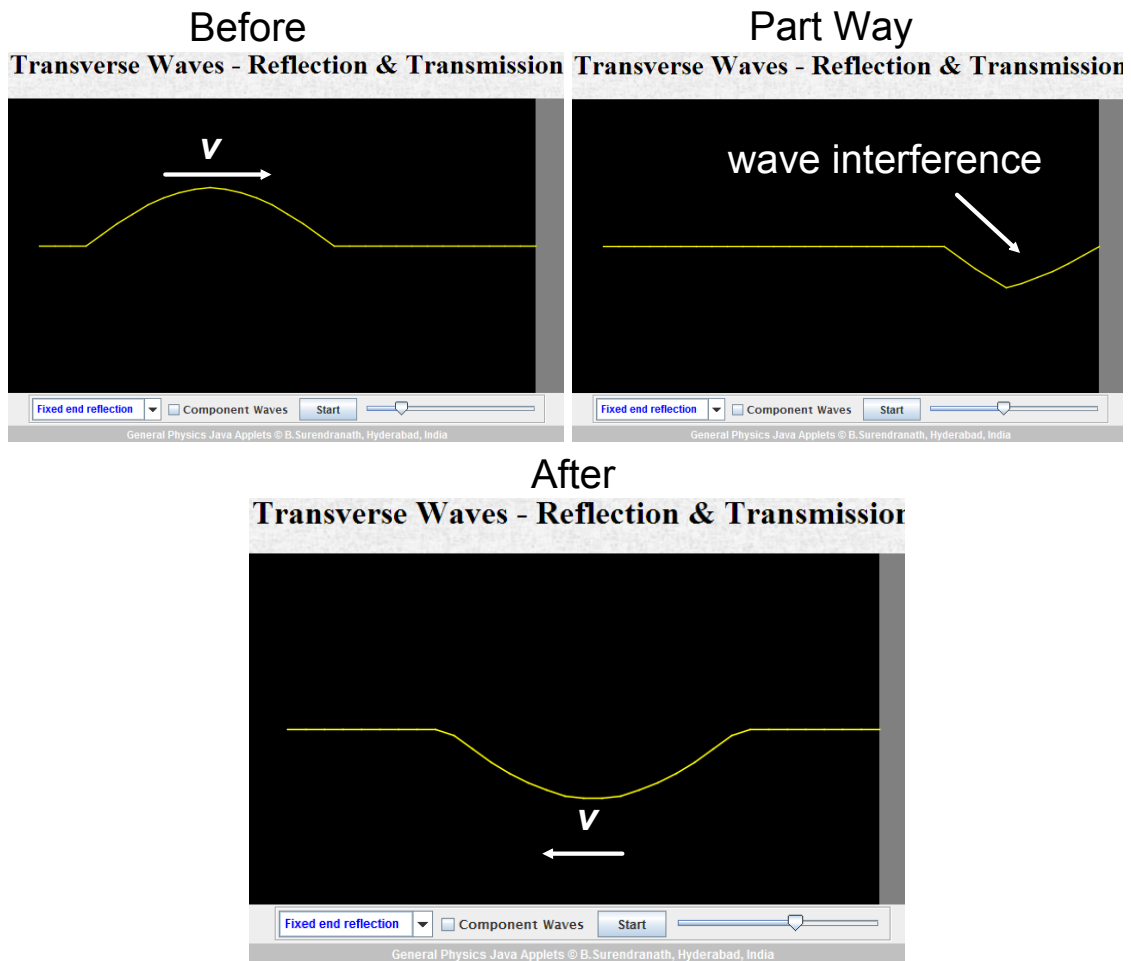 Before
Transverse Waves - Reflection & Transmission
v
Fixed end reflection Component Waves Start
General Physics Java Applets © B.Surendranath, Hyderabad, India
Part Way
Transverse Waves - Reflection & Transmission
wave interference
Fixed end reflection Component Waves Start
General Physics Java Applets © B.Surendranath, Hyderabad, India
After
Transverse Waves - Reflection & Transmission
v
Fixed end reflection Component Waves Start
General Physics Java Applets © B.Surendranath, Hyderabad, India